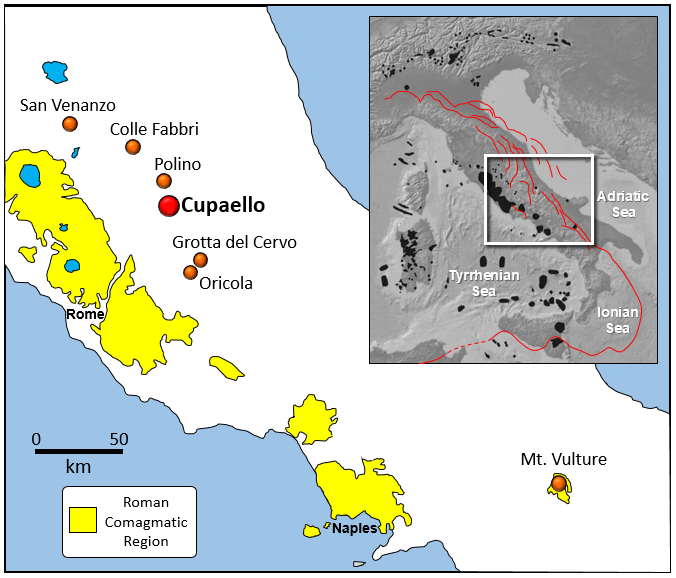 San Venanzo
Colle Fabbri
Polino
Cupaello
Grotta del Cervo
Oricola
Rome
Adriatic
Sea
Tyrrhenian
Sea
Ionian
Sea
0 50
km
Roman
Comagmatic
Region
Naples
Mt. Vulture